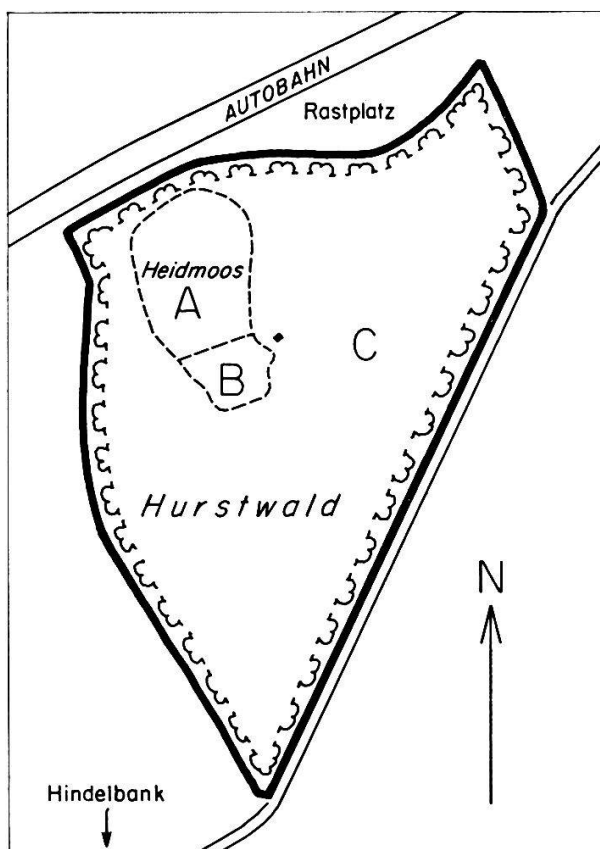 AUTOBAHN
Rastplatz
Heidmoos
A
B
C
Hurstwald
N
Hindelbank